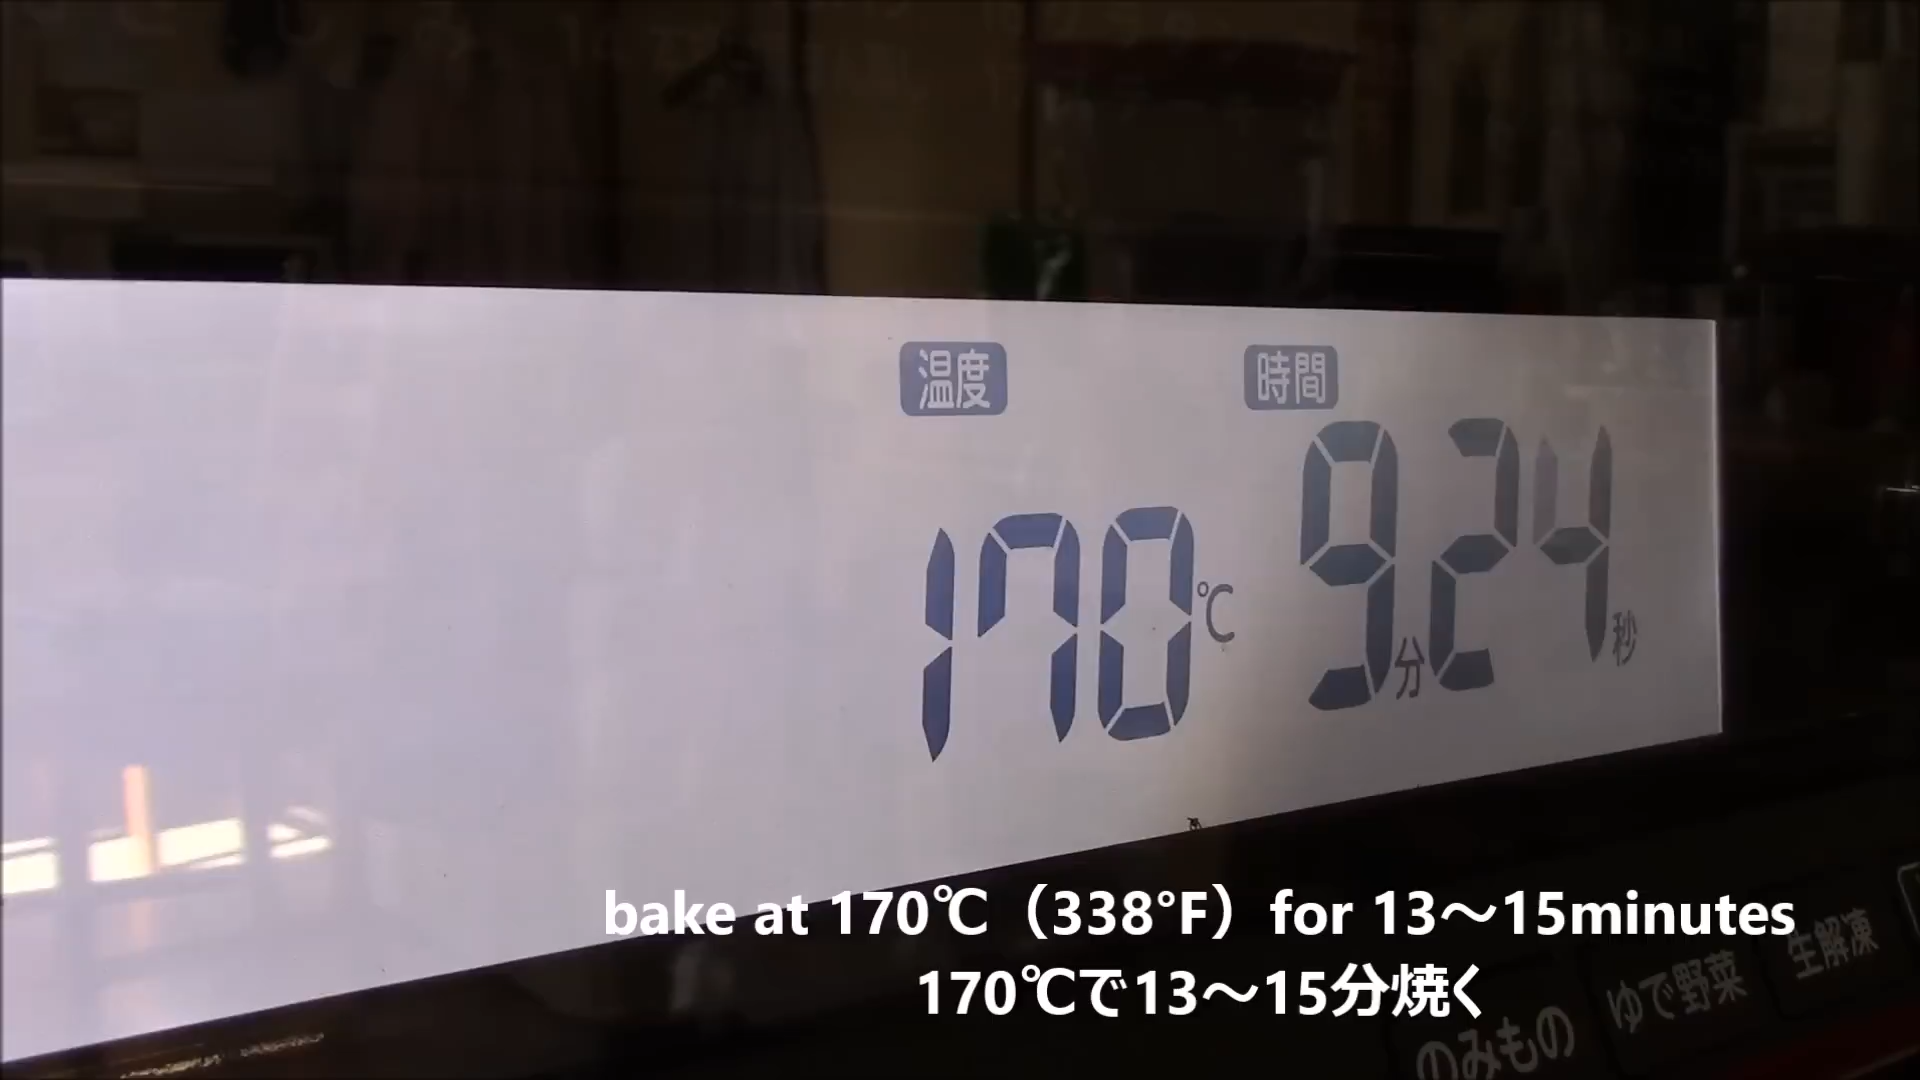 温度 時間
170℃ 9分24秒
bake at 170℃（338°F）for 13～15minutes
170℃で13～15分焼く
のみもの ゆで野菜 生解凍